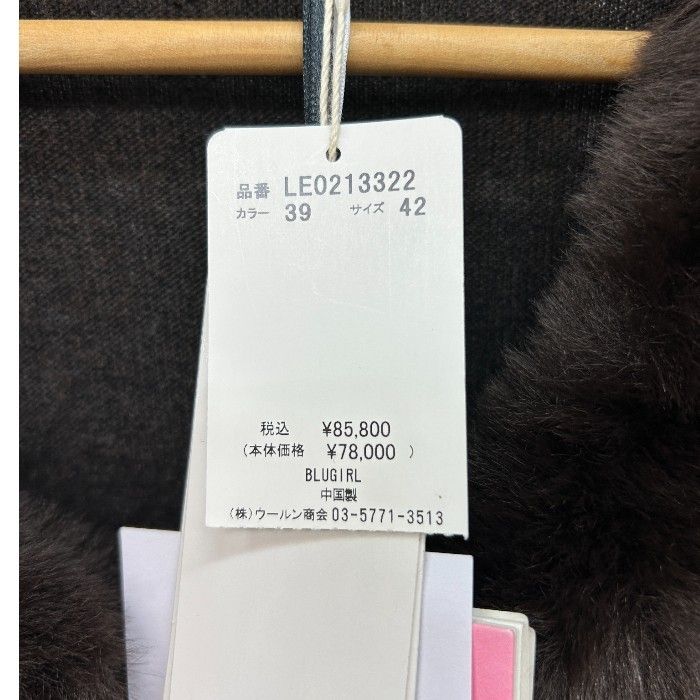 品番 LE0213322
カラー 39 サイズ 42
税込 ¥85,800
(本体価格 ¥78,000 )
BLUGIRL
中国製
(株)ウールン商会 03-5771-3513